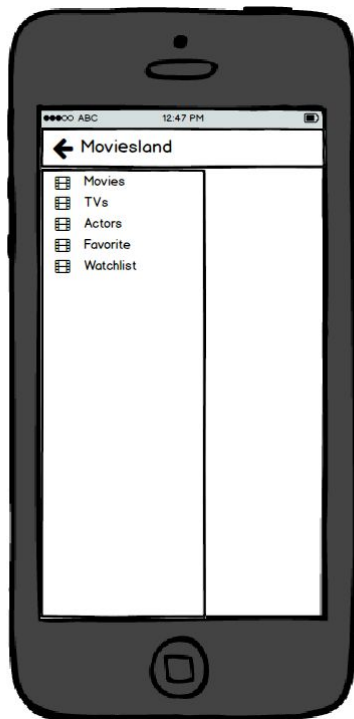 ABC 12:47 PM
Moviesland
Movies
TVs
Actors
Favorite
Watchlist